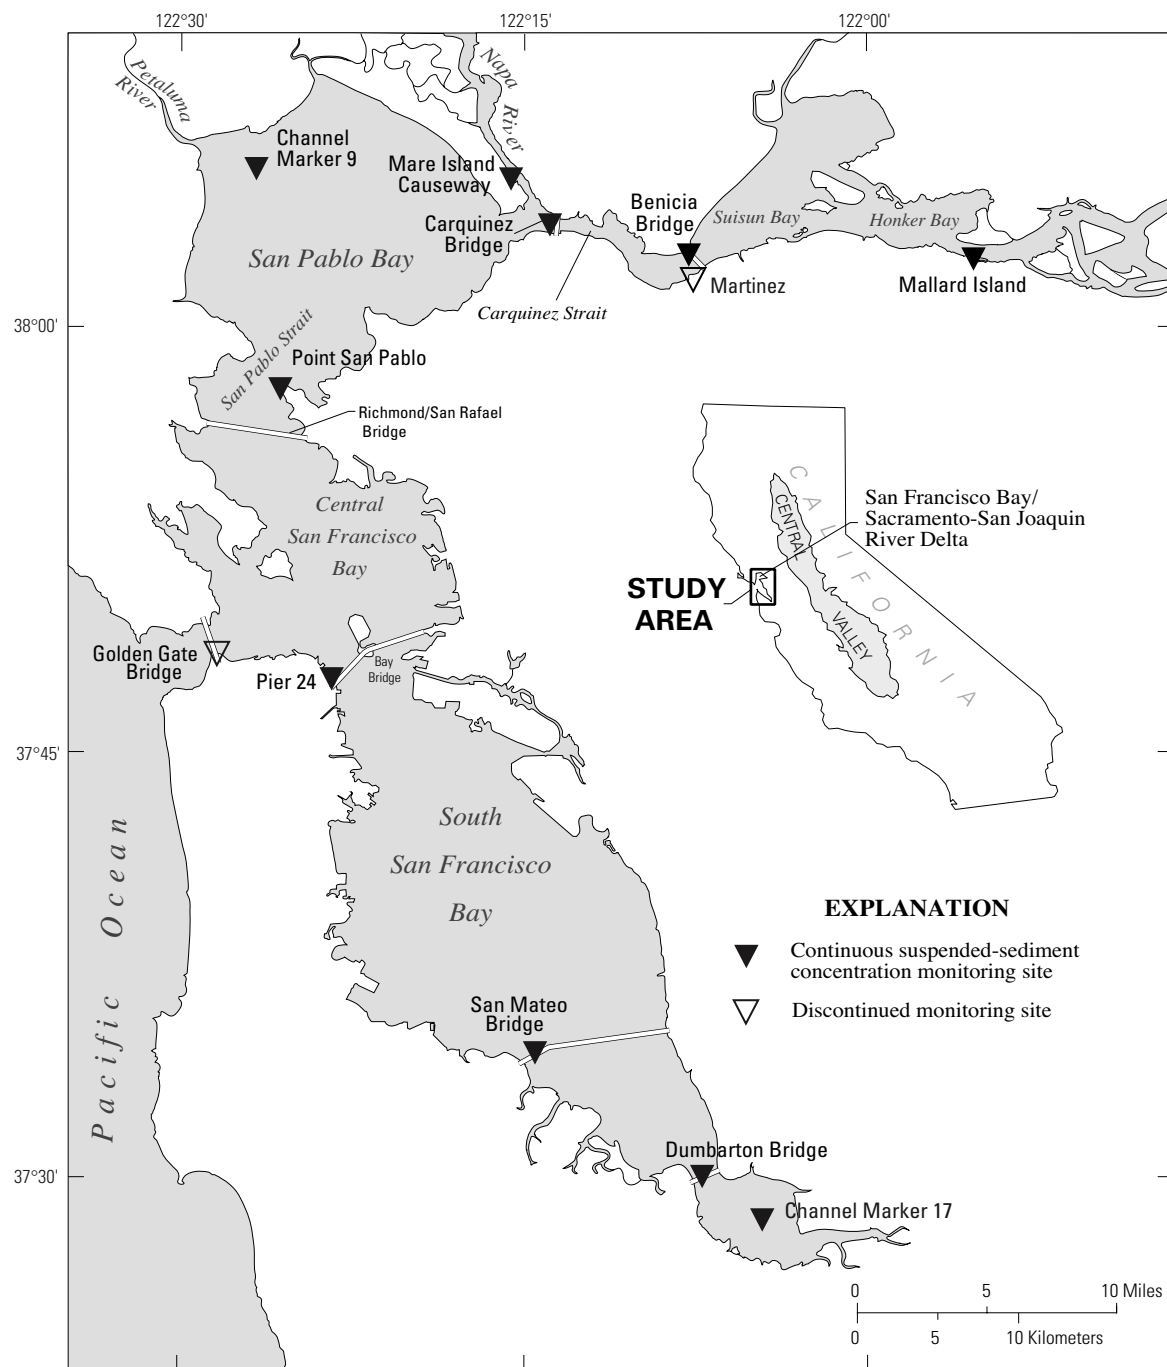 122°30'
122°15'
122°00'
Petaluma
River
Napa
River
Channel
Marker 9
Mare Island
Causeway
Carquinez
Bridge
Benicia
Bridge
Suisun Bay
Honker Bay
San Pablo Bay
Martinez
Mallard Island
Carquinez Strait
38°00'
San Pablo Strait
Point San Pablo
Richmond/San Rafael
Bridge
Central
San Francisco
Bay
CALIFORNIA
CENTRAL
VALLEY
San Francisco Bay/
Sacramento-San Joaquin
River Delta
STUDY
AREA
Golden Gate
Bridge
Pier 24
Bay
Bridge
37°45'
South
San Francisco
Bay
Pacific Ocean
EXPLANATION
Continuous suspended-sediment
concentration monitoring site
Discontinued monitoring site
San Mateo
Bridge
Dumbarton Bridge
37°30'
Channel Marker 17
0 5 10 Miles
0 5 10 Kilometers